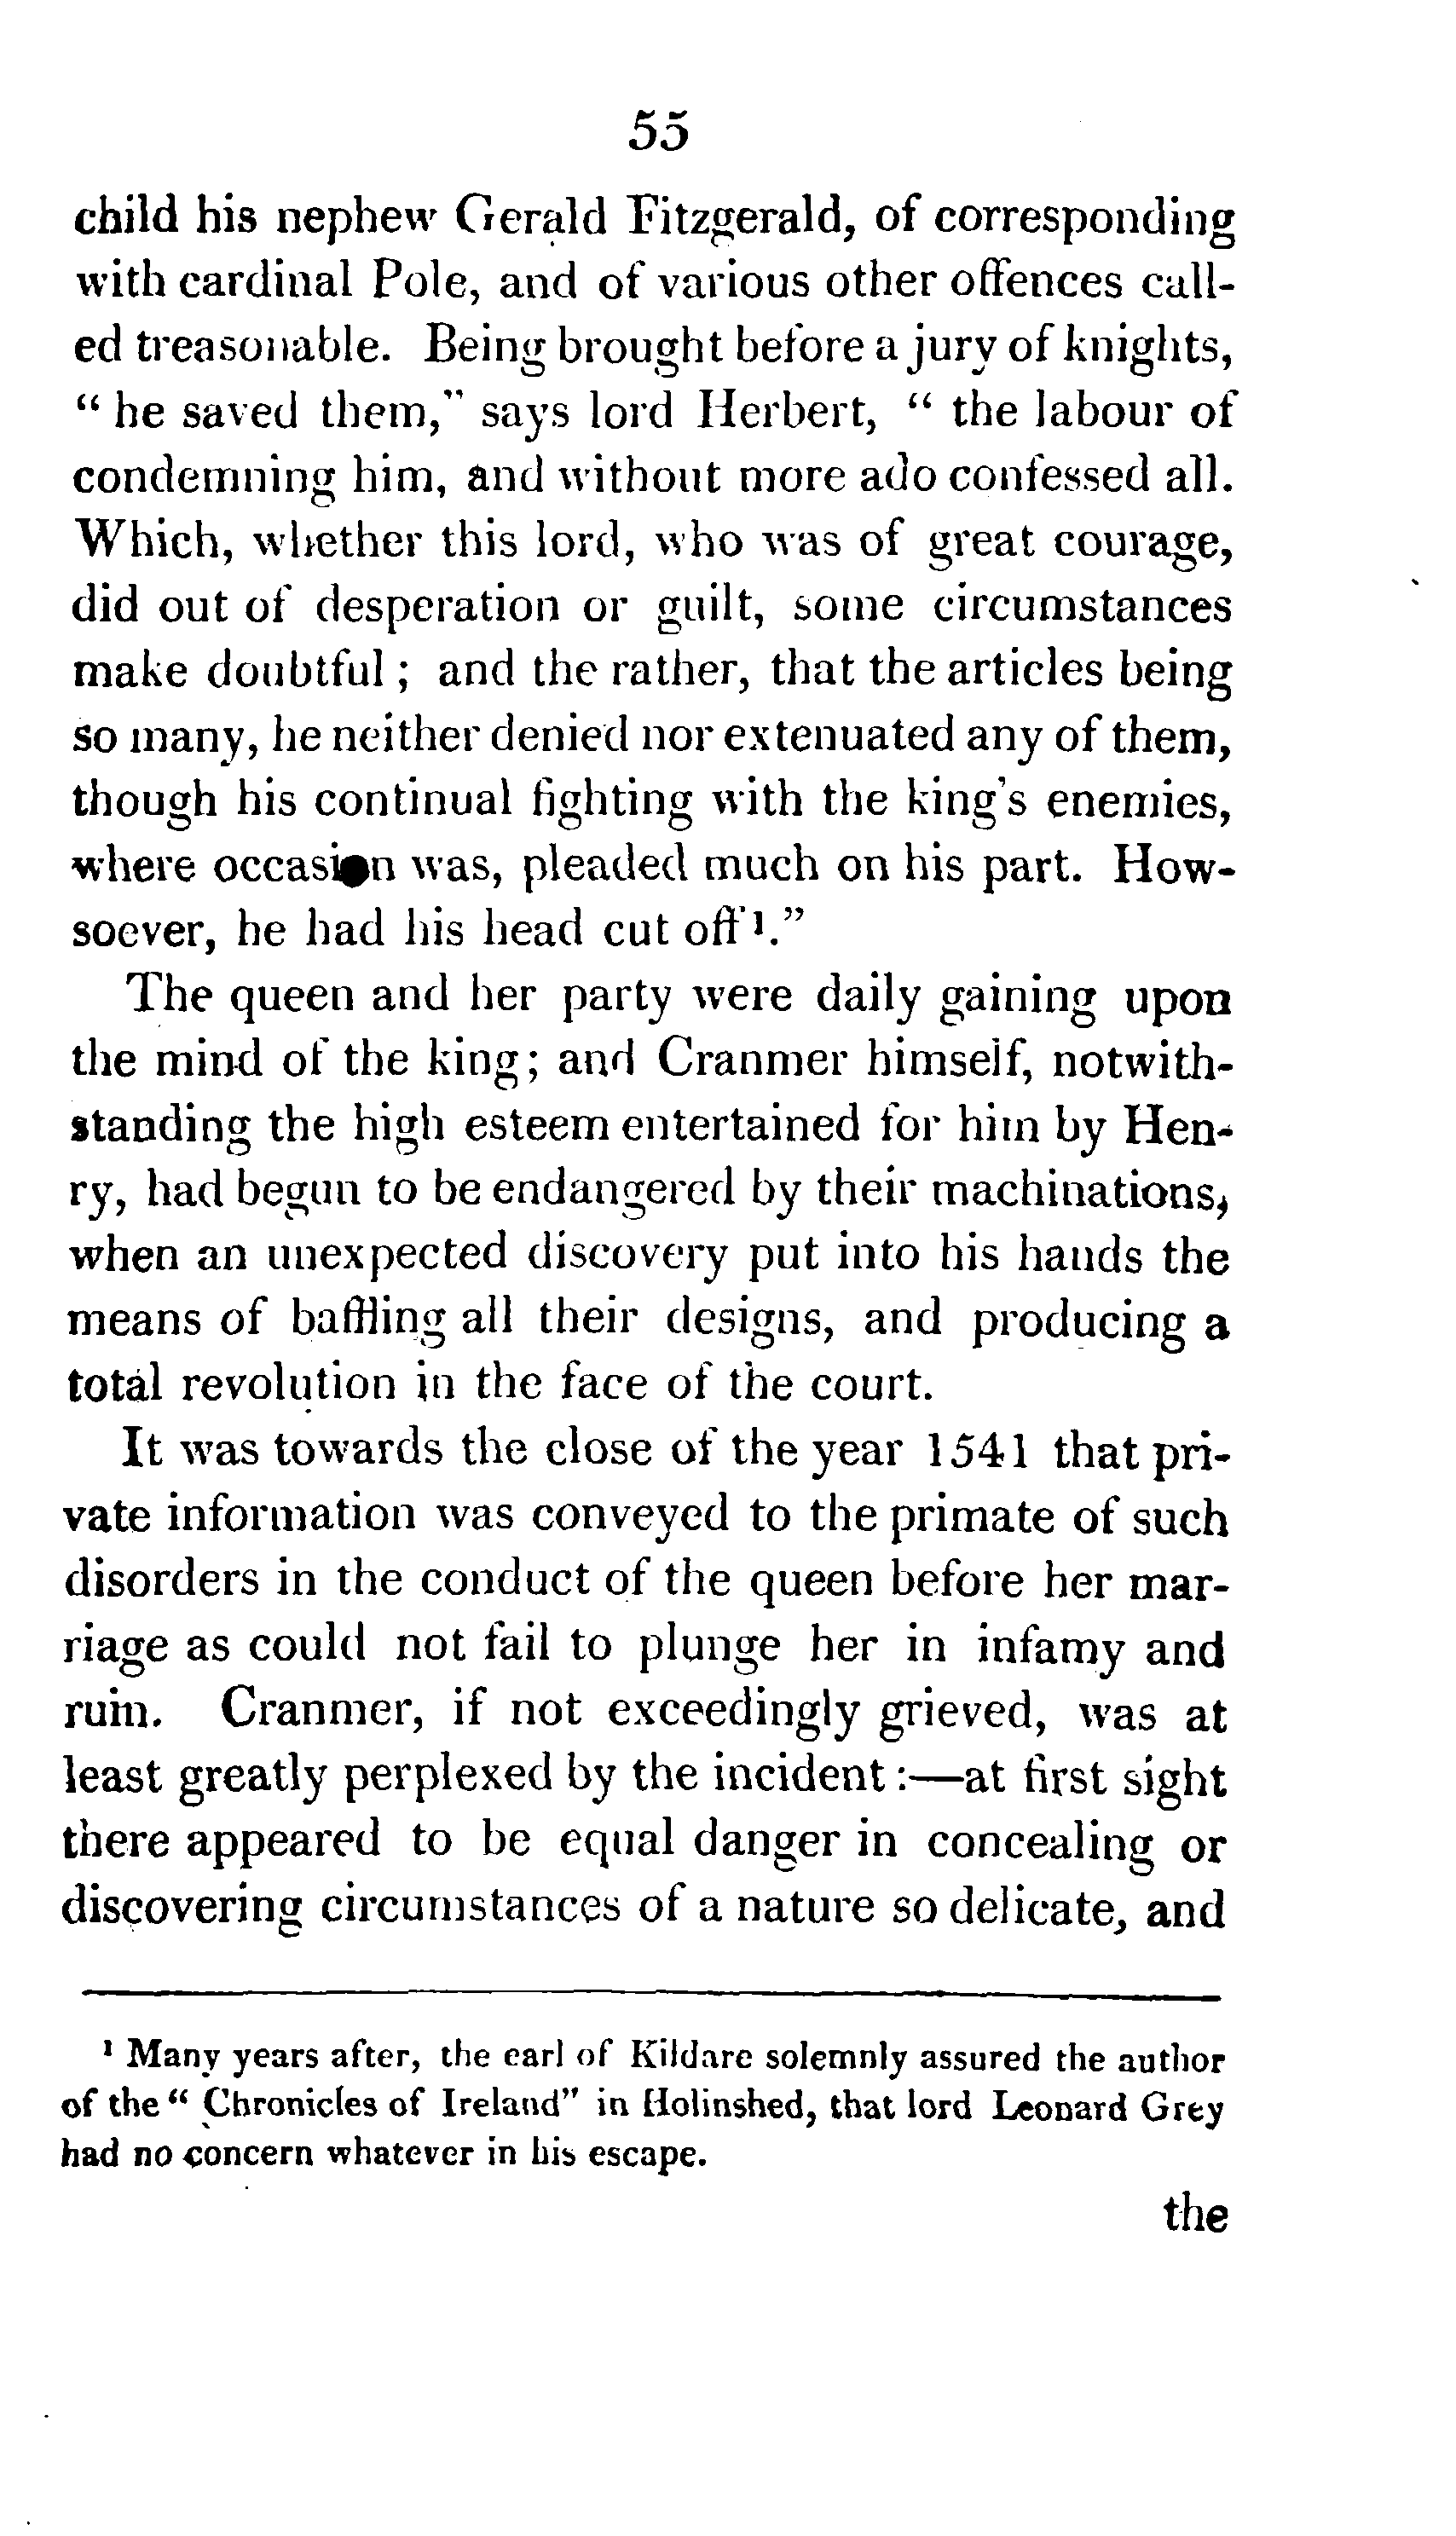 55
child his nephew Gerald Fitzgerald, of corresponding
with cardinal Pole, and of various other offences call-
ed treasonable. Being brought before a jury of knights,
“ he saved them,” says lord Herbert, “ the labour of
condemning him, and without more ado confessed all.
Which, whether this lord, who was of great courage,
did out of desperation or guilt, some circumstances
make doubtful ; and the rather, that the articles being
so many, he neither denied nor extenuated any of them,
though his continual fighting with the king's enemies,
where occasion was, pleaded much on his part. How-
soever, he had his head cut off¹.”
The queen and her party were daily gaining upon
the mind of the king; and Cranmer himself, notwith-
standing the high esteem entertained for him by Hen-
ry, had begun to be endangered by their machinations,
when an unexpected discovery put into his hands the
means of baffling all their designs, and producing a
total revolution in the face of the court.
It was towards the close of the year 1541 that pri-
vate information was conveyed to the primate of such
disorders in the conduct of the queen before her mar-
riage as could not fail to plunge her in infamy and
ruin. Cranmer, if not exceedingly grieved, was at
least greatly perplexed by the incident :—at first sight
there appeared to be equal danger in concealing or
discovering circumstances of a nature so delicate, and
¹ Many years after, the earl of Kildare solemnly assured the author
of the “ Chronicles of Ireland” in Holinshed, that lord Leonard Grey
had no concern whatever in his escape.
the